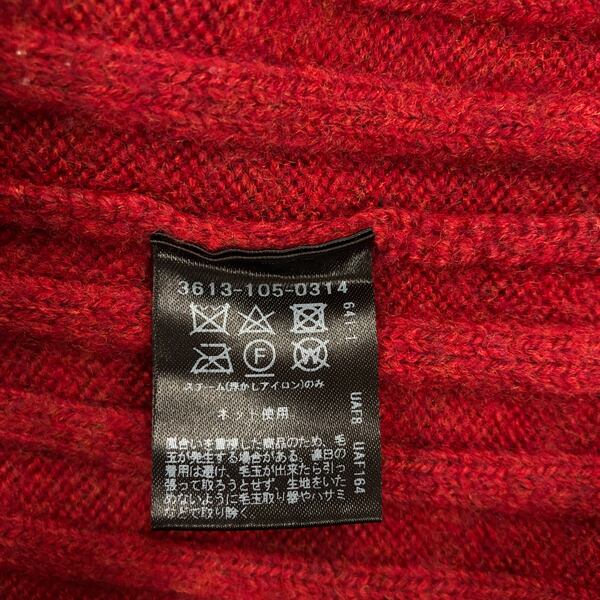 3613-105-0314
F
W
スチーム(浮かしアイロン)のみ
ネット使用
風合いを重視した商品のため、毛
玉が発生する場合がある。連日の
着用は避け、毛玉が出来たら引っ
張って取ろうとせず、生地をいた
めないように毛玉取り器やハサミ
などで取り除く
641-1
UAF8 UAF164